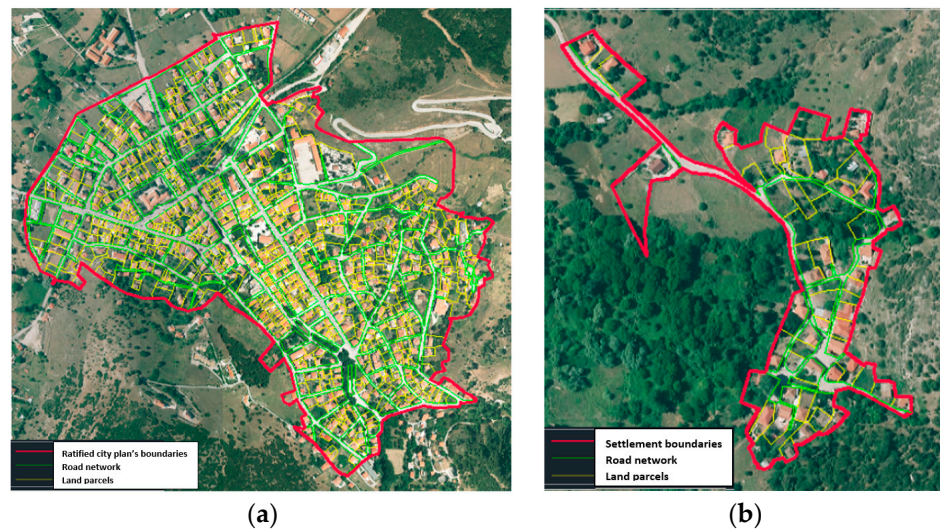 Ratified city plan's boundaries
Road network
Land parcels
Settlement boundaries
Road network
Land parcels
(a)
(b)